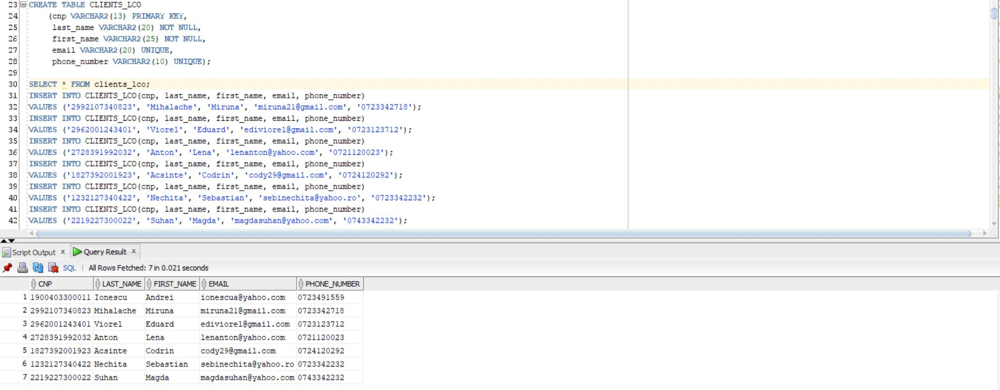 23 CREATE TABLE CLIENTS_LCO
24 (cnp VARCHAR2(13) PRIMARY KEY,
25 last_name VARCHAR2(20) NOT NULL,
26 first_name VARCHAR2(25) NOT NULL,
27 email VARCHAR2(20) UNIQUE,
28 phone_number VARCHAR2(10) UNIQUE);
29
30 SELECT * FROM clients_lco;
31 INSERT INTO CLIENTS_LCO(cnp, last_name, first_name, email, phone_number)
32 VALUES ('2992107340823', 'Mihalache', 'Miruna', 'miruna21@gmail.com', '0723342718');
33 INSERT INTO CLIENTS_LCO(cnp, last_name, first_name, email, phone_number)
34 VALUES ('2962001243401', 'Viorel', 'Eduard', 'ediviorel@gmail.com', '0723123712');
35 INSERT INTO CLIENTS_LCO(cnp, last_name, first_name, email, phone_number)
36 VALUES ('2728391992032', 'Anton', 'Lena', 'lenanton@yahoo.com', '0721120023');
37 INSERT INTO CLIENTS_LCO(cnp, last_name, first_name, email, phone_number)
38 VALUES ('1827392001923', 'Acsinte', 'Codrin', 'cody29@gmail.com', '0724120292');
39 INSERT INTO CLIENTS_LCO(cnp, last_name, first_name, email, phone_number)
40 VALUES ('1232127340422', 'Nechita', 'Sebastian', 'sebinechita@yahoo.ro', '0723342232');
41 INSERT INTO CLIENTS_LCO(cnp, last_name, first_name, email, phone_number)
42 VALUES ('2219227300022', 'Suhan', 'Magda', 'magdasuhan@yahoo.com', '0743342232');
Script Output x Query Result x
SQL | All Rows Fetched: 7 in 0.021 seconds
CNP LAST_NAME FIRST_NAME EMAIL PHONE_NUMBER
1 1900403300011 Ionescu Andrei ionescua@yahoo.com 0723491559
2 2992107340823 Mihalache Miruna miruna21@gmail.com 0723342718
3 2962001243401 Viorel Eduard ediviorel@gmail.com 0723123712
4 2728391992032 Anton Lena lenanton@yahoo.com 0721120023
5 1827392001923 Acsinte Codrin cody29@gmail.com 0724120292
6 1232127340422 Nechita Sebastian sebinechita@yahoo.ro 0723342232
7 2219227300022 Suhan Magda magdasuhan@yahoo.com 0743342232